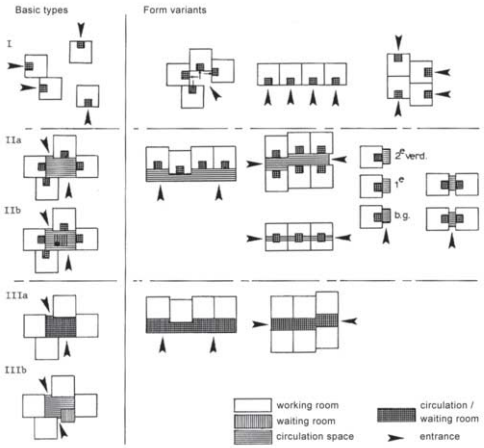 Basic types
Form variants
I
IIa
2e verd.
1e
IIb
b.g.
IIIa
IIIb
working room
waiting room
circulation space
circulation /
waiting room
entrance